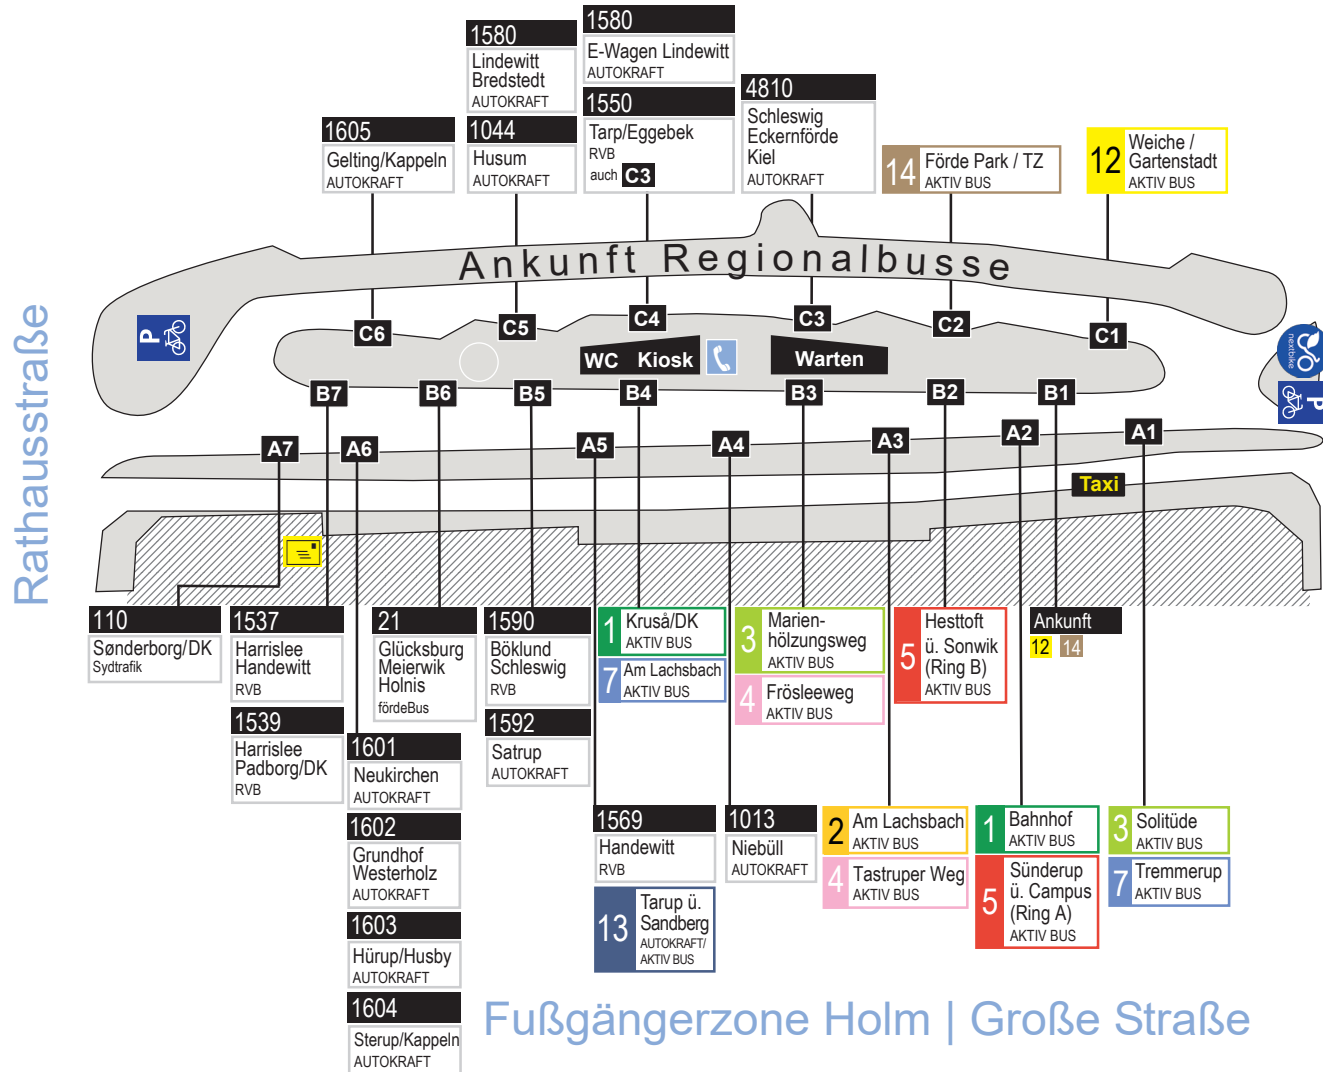 1580
Lindewitt
Bredstedt
AUTOKRAFT
1580
E-Wagen Lindewitt
AUTOKRAFT
1605
Gelting/Kappeln
AUTOKRAFT
1044
Husum
AUTOKRAFT
1550
Tarp/Eggebek
RVB
auch C3
4810
Schleswig
Eckernförde
Kiel
AUTOKRAFT
14
Förde Park / TZ
AKTIV BUS
12
Weiche /
Gartenstadt
AKTIV BUS
Ankunft Regionalbusse
Rathausstraße
P
C6
C5
C4
C3
C2
C1
WC Kiosk
Warten
nextbike
P
B7
B6
B5
B4
B3
B2
B1
A7
A6
A5
A4
A3
A2
A1
Taxi
110
Sønderborg/DK
Sydtrafik
1537
Harrislee
Handewitt
RVB
1539
Harrislee
Padborg/DK
RVB
21
Glücksburg
Meierwik
Holnis
fördeBus
1590
Böklund
Schleswig
RVB
1592
Satrup
AUTOKRAFT
1
Kruså/DK
AKTIV BUS
7
Am Lachsbach
AKTIV BUS
3
Marien-
hölzungsweg
AKTIV BUS
4
Frösleeweg
AKTIV BUS
5
Hesttoft
ü. Sonwik
(Ring B)
AKTIV BUS
Ankunft
12 14
1601
Neukirchen
AUTOKRAFT
1602
Grundhof
Westerholz
AUTOKRAFT
1603
Hürup/Husby
AUTOKRAFT
1604
Sterup/Kappeln
AUTOKRAFT
1569
Handewitt
RVB
13
Tarup ü.
Sandberg
AUTOKRAFT/
AKTIV BUS
1013
Niebüll
AUTOKRAFT
2
Am Lachsbach
AKTIV BUS
4
Tastruper Weg
AKTIV BUS
1
Bahnhof
AKTIV BUS
5
Sünderup
ü. Campus
(Ring A)
AKTIV BUS
3
Solitüde
AKTIV BUS
7
Tremmerup
AKTIV BUS
Fußgängerzone Holm | Große Straße